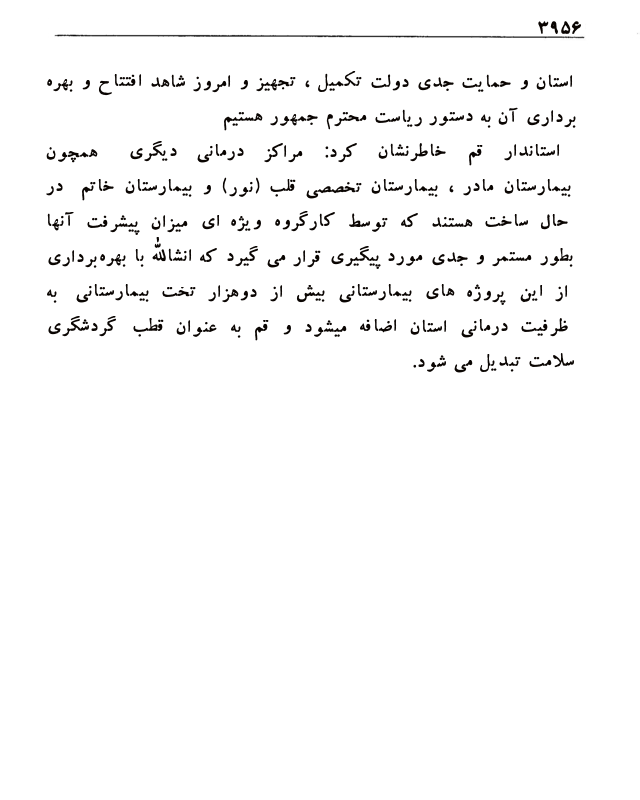 ۳۹۵۶
استان و حمایت جدی دولت تکمیل ، تجهیز و امروز شاهد افتتاح و بهره
برداری آن به دستور ریاست محترم جمهور هستیم
استاندار قم خاطرنشان کرد: مراکز درمانی دیگری همچون
بیمارستان مادر ، بیمارستان تخصصی قلب (نور) و بیمارستان خاتم در
حال ساخت هستند که توسط کارگروه ویژه ای میزان پیشرفت آنها
بطور مستمر و جدی مورد پیگیری قرار می گیرد که انشالله با بهره‌برداری
از این پروژه های بیمارستانی بیش از دوهزار تخت بیمارستانی به
ظرفیت درمانی استان اضافه میشود و قم به عنوان قطب گردشگری
سلامت تبدیل می شود.